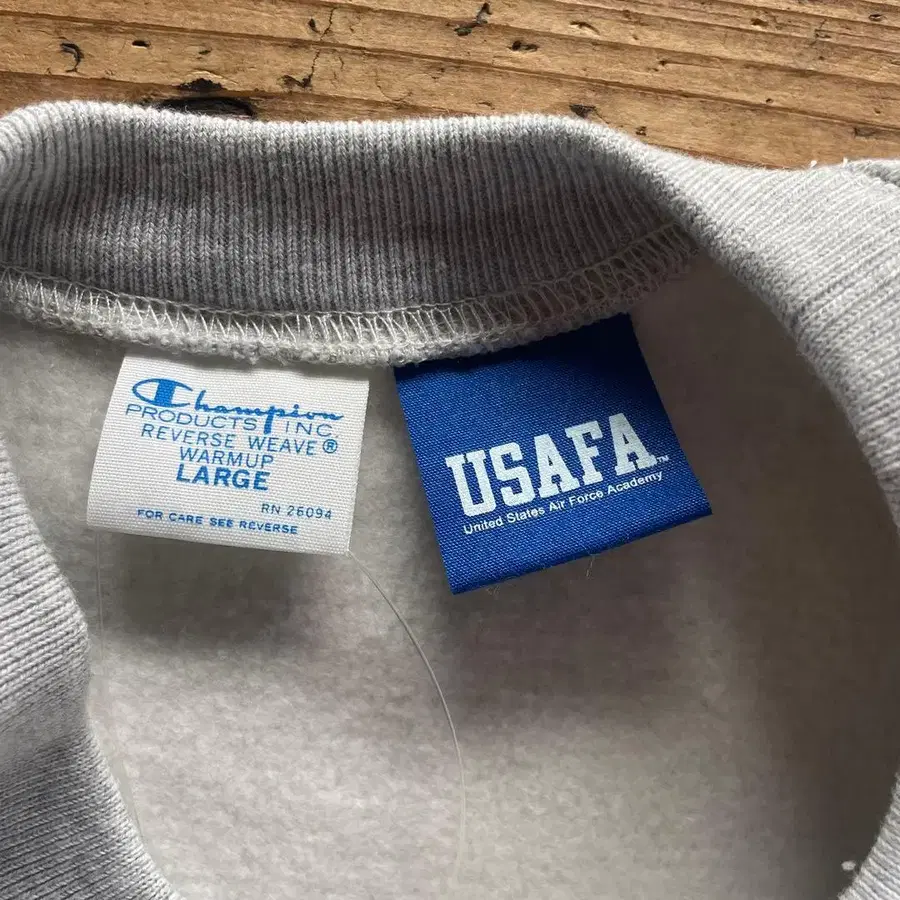 Champion
PRODUCTS INC.
REVERSE WEAVE®
WARMUP
LARGE
RN 26094
FOR CARE SEE REVERSE
USAFA™
United States Air Force Academy